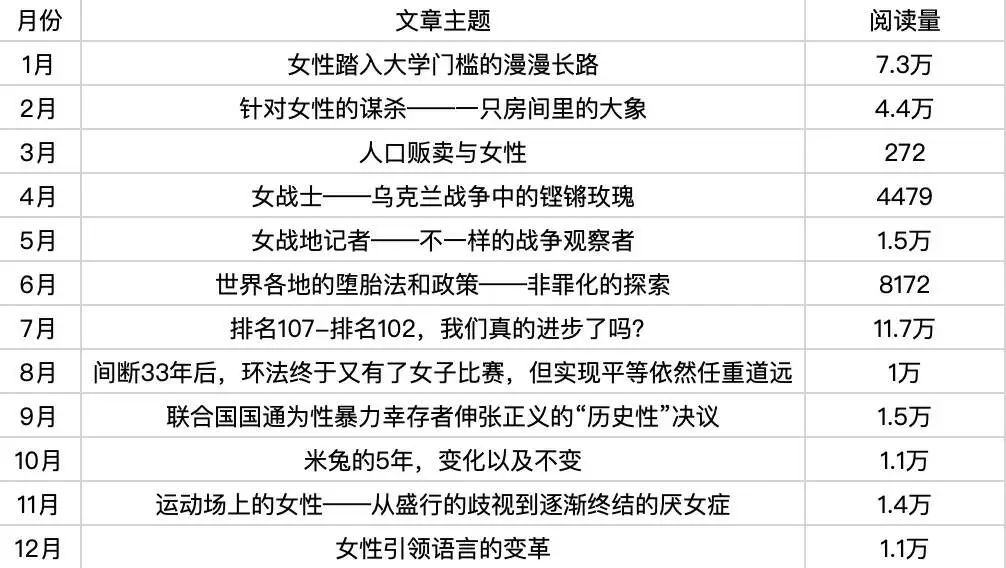 月份 文章主题 阅读量
1月 女性踏入大学门槛的漫漫长路 7.3万
2月 针对女性的谋杀——一只房间里的大象 4.4万
3月 人口贩卖与女性 272
4月 女战士——乌克兰战争中的铿锵玫瑰 4479
5月 女战地记者——不一样的战争观察者 1.5万
6月 世界各地的堕胎法和政策——非罪化的探索 8172
7月 排名107-排名102，我们真的进步了吗? 11.7万
8月 间断33年后，环法终于又有了女子比赛，但实现平等依然任重道远 1万
9月 联合国国通为性暴力幸存者伸张正义的“历史性”决议 1.5万
10月 米兔的5年，变化以及不变 1.1万
11月 运动场上的女性——从盛行的歧视到逐渐终结的厌女症 1.4万
12月 女性引领语言的变革 1.1万